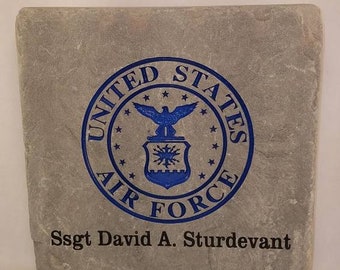 UNITED STATES
AIR FORCE
Ssgt David A. Sturdevant